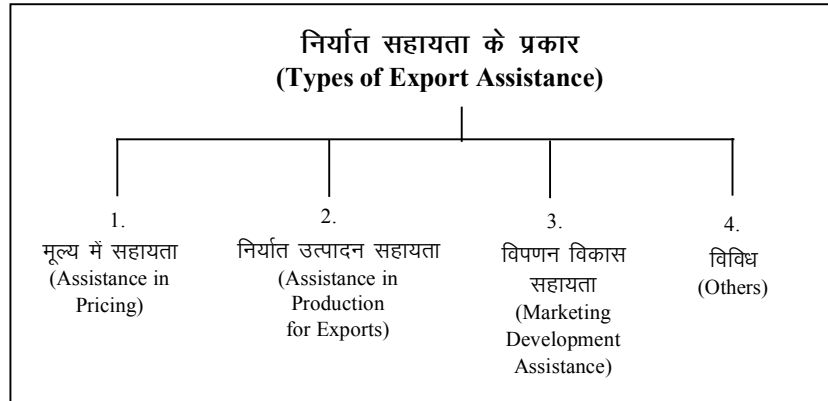 निर्यात सहायता के प्रकार
(Types of Export Assistance)
1.
मूल्य में सहायता
(Assistance in
Pricing)
2.
निर्यात उत्पादन सहायता
(Assistance in
Production
for Exports)
3.
विपणन विकास
सहायता
(Marketing
Development
Assistance)
4.
विविध
(Others)